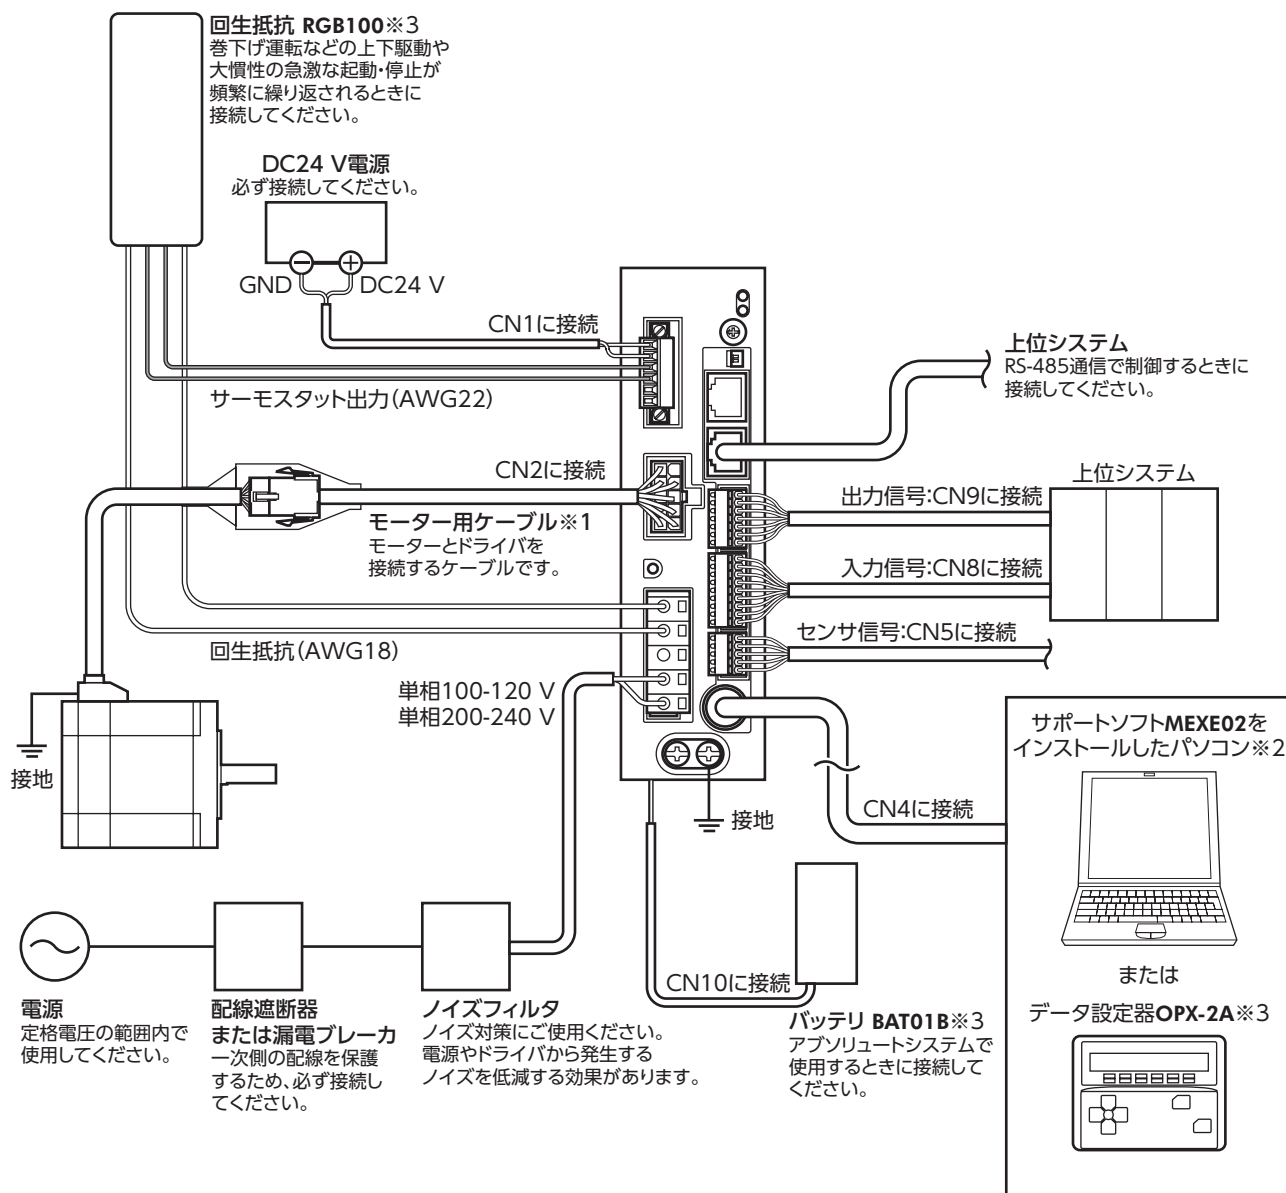 回生抵抗 RGB100※3
巻下げ運転などの上下駆動や
大慣性の急激な起動・停止が
頻繁に繰り返されるときに
接続してください。
DC24 V電源
必ず接続してください。
GND
DC24 V
CN1に接続
サーモスタット出力(AWG22)
上位システム
RS-485通信で制御するときに
接続してください。
CN2に接続
モーター用ケーブル※1
モーターとドライバを
接続するケーブルです。
上位システム
出力信号:CN9に接続
入力信号:CN8に接続
センサ信号:CN5に接続
回生抵抗(AWG18)
単相100-120 V
単相200-240 V
接地
接地
CN4に接続
サポートソフトMEXE02を
インストールしたパソコン※2
または
データ設定器OPX-2A※3
CN10に接続
電源
定格電圧の範囲内で
使用してください。
配線遮断器
または漏電ブレーカ
一次側の配線を保護
するため、必ず接続し
てください。
ノイズフィルタ
ノイズ対策にご使用ください。
電源やドライバから発生する
ノイズを低減する効果があります。
バッテリ BAT01B※3
アブソリュートシステムで
使用するときに接続して
ください。